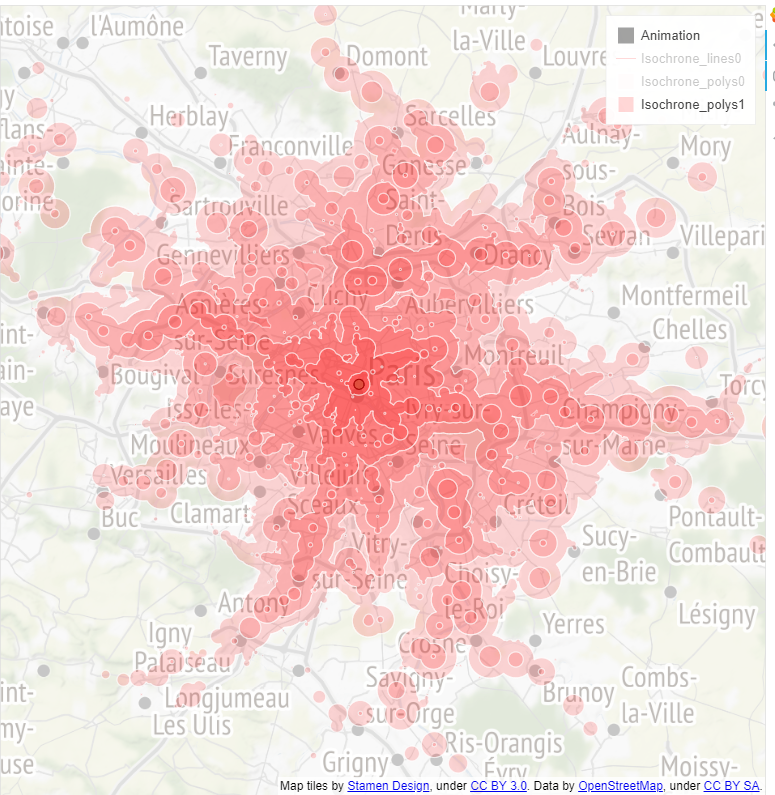 Marly-
la-Ville
l'Aumône
Taverny
Domont
Louvre
Animation
Isochrone_lines0
Isochrone_polys0
Isochrone_polys1
Herblay
Sarcelles
Franconville
Aulnay-
sous-
Bois
Mory
Gonesse
Sartrouville
Saint-
Denis
Sevran
Villepari
Gennevilliers
Drancy
Asnières
-sur-Seine
Clichy
Aubervilliers
Montfermeil
Chelles
Bougival
Suresnes
Paris
Montreuil
Torcy
Issy-les
Moulineaux
Vanves
Ivry-sur
Seine
Champigny-
sur-Marne
Versailles
Villejuif
Buc
Clamart
Sceaux
Créteil
Pontault-
Combault
Vitry-
sur-Seine
Sucy-
en-Brie
Antony
Choisy-
le-Roi
Lésigny
Igny
Palaiseau
Crosne
Yerres
Longjumeau
Les Ulis
Savigny-
sur-Orge
Brunoy
Combs-
la-Ville
Ris-Orangis
Grigny
Évry
Moissy-
Map tiles by Stamen Design, under CC BY 3.0. Data by OpenStreetMap, under CC BY SA.